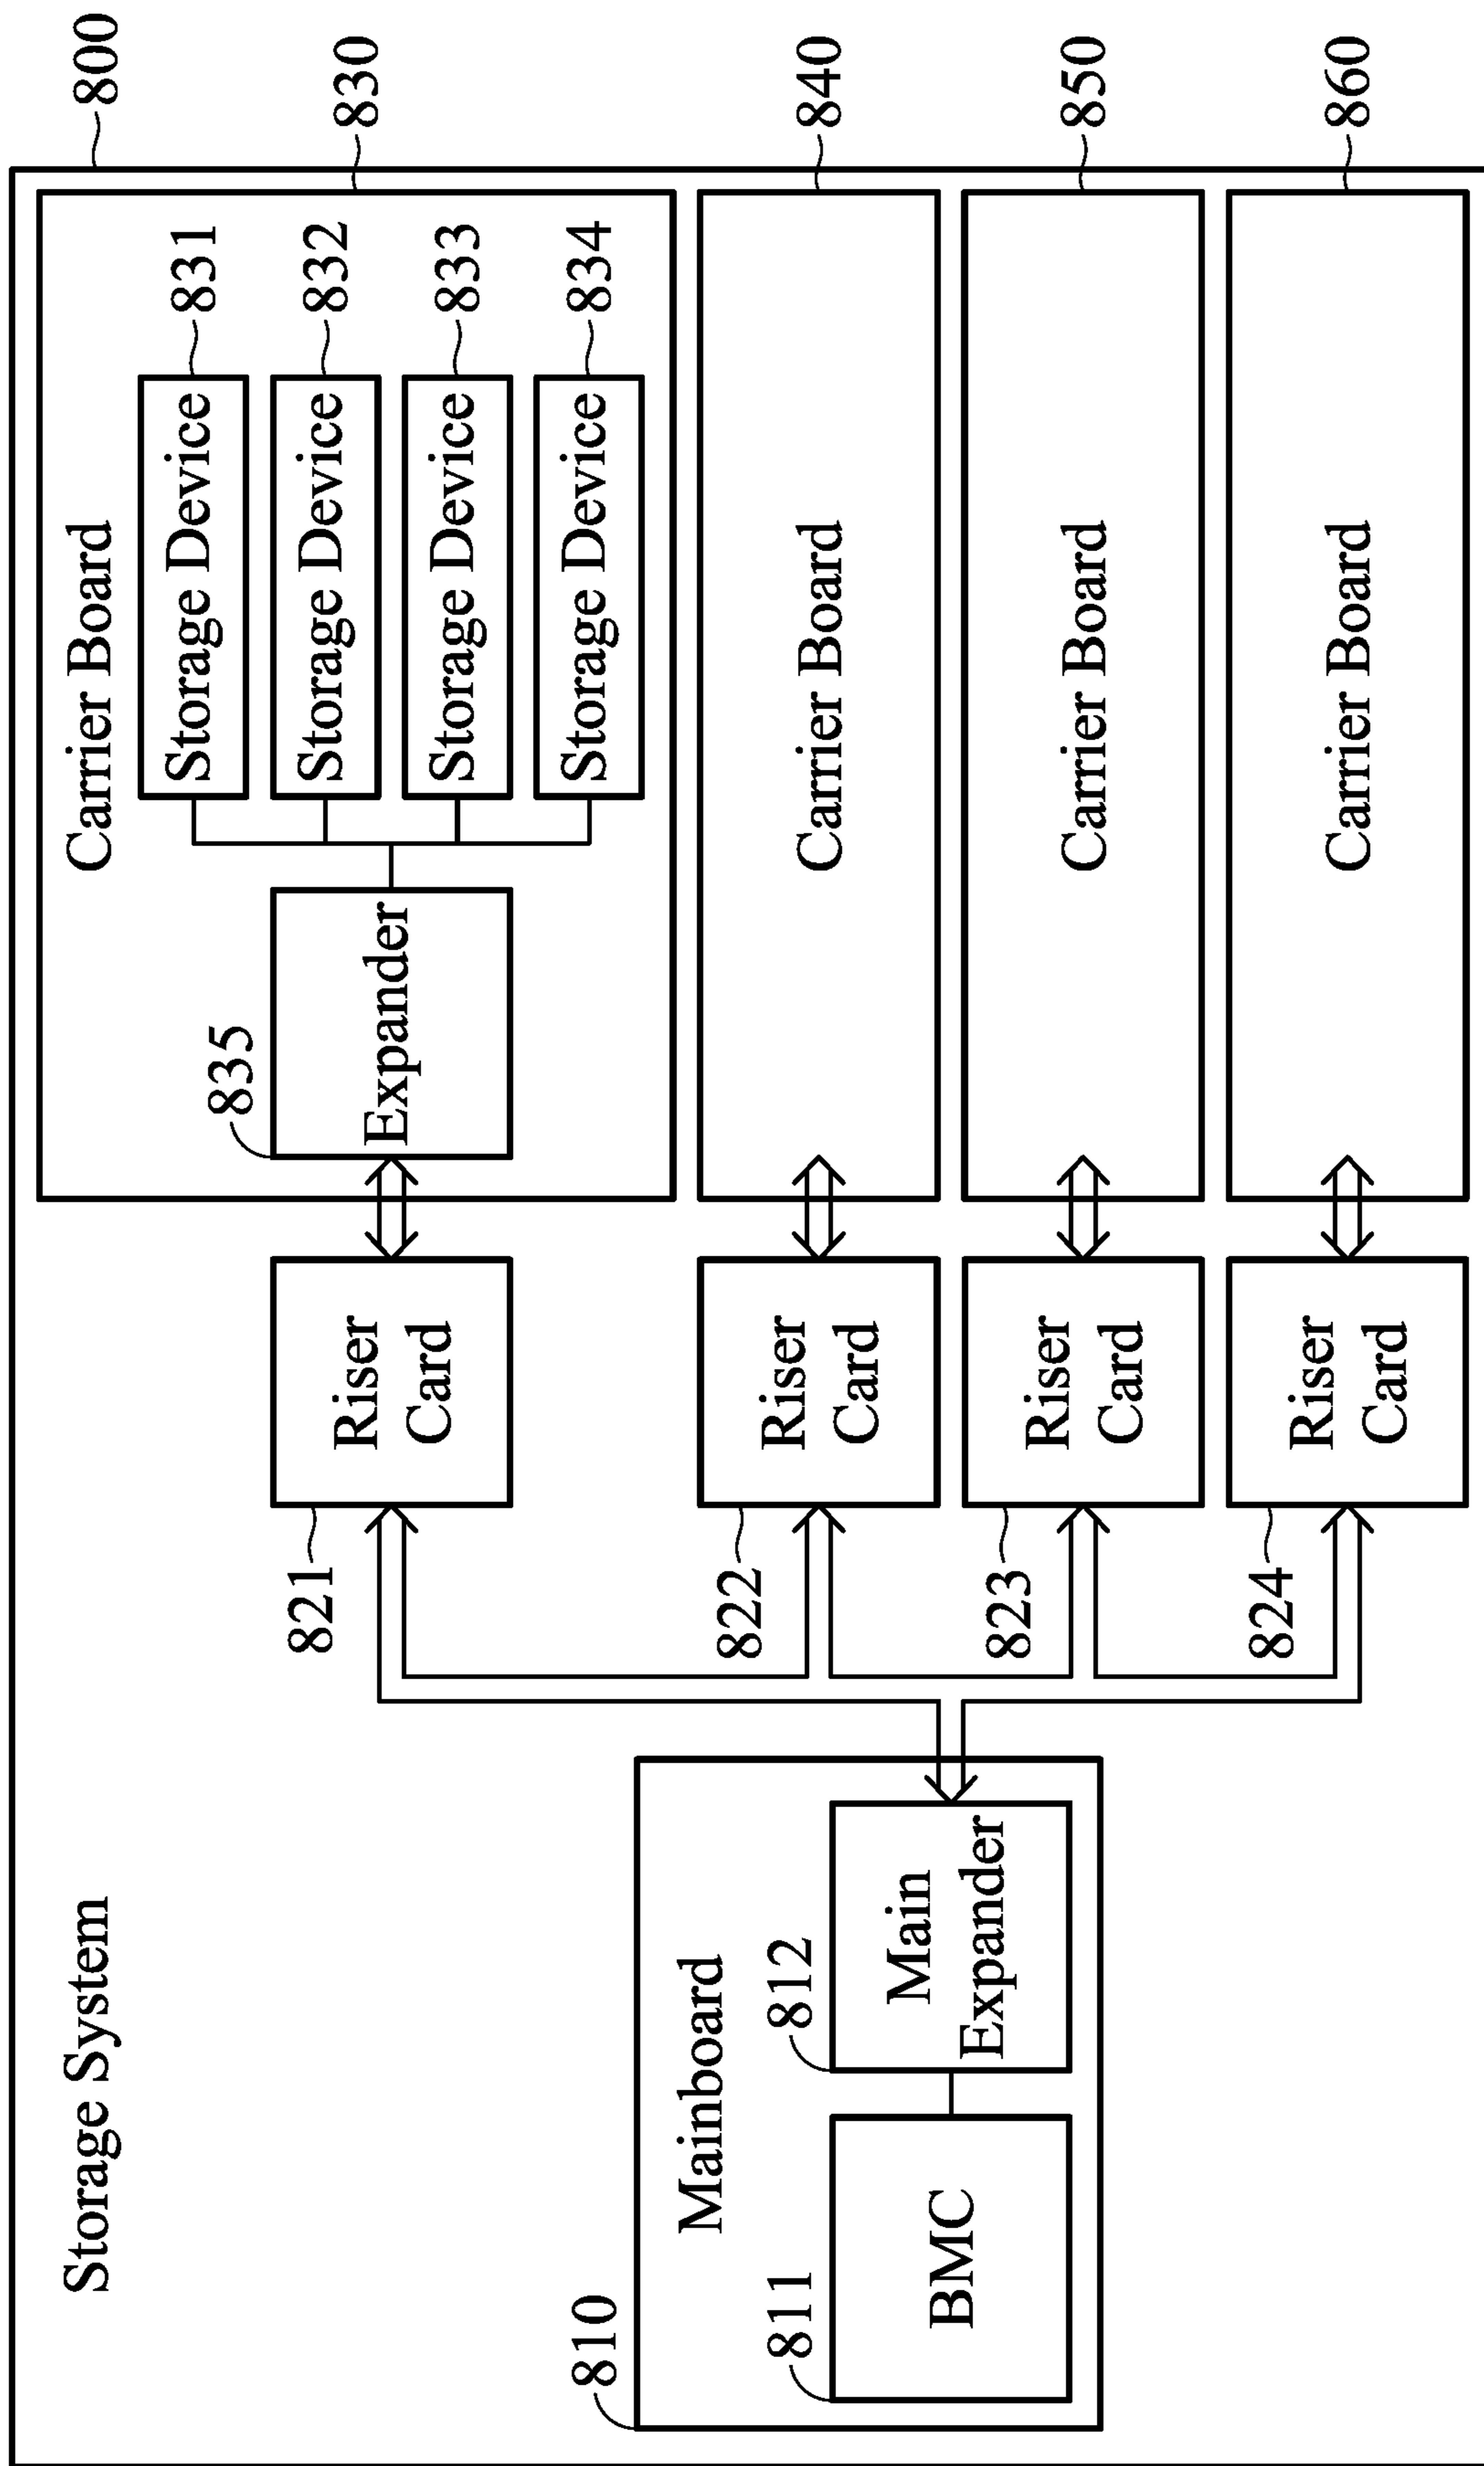 Storage System
800
810
Mainboard
811
BMC
812
Main
Expander
821
Riser
Card
822
Riser
Card
823
Riser
Card
824
Riser
Card
830
Carrier Board
835
Expander
Storage Device
831
Storage Device
832
Storage Device
833
Storage Device
834
Carrier Board
840
Carrier Board
850
Carrier Board
860